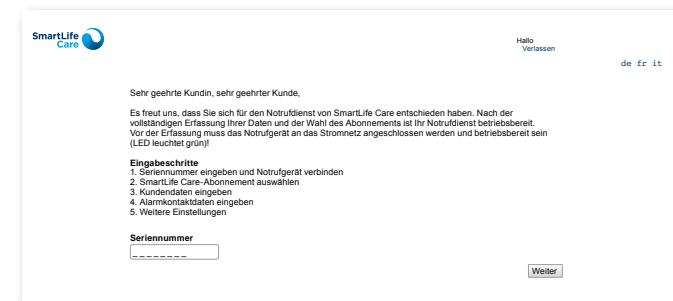 SmartLife
Care
Hallo
Verlassen
de fr it
Sehr geehrte Kundin, sehr geehrter Kunde,
Es freut uns, dass Sie sich für den Notrufdienst von SmartLife Care entschieden haben. Nach der
vollständigen Erfassung Ihrer Daten und der Wahl des Abonnements ist Ihr Notrufdienst betriebsbereit.
Vor der Erfassung muss das Notrufgerät an das Stromnetz angeschlossen werden und betriebsbereit sein
(LED leuchtet grün)!
Eingabeschritte
1. Seriennummer eingeben und Notrufgerät verbinden
2. SmartLife Care-Abonnement auswählen
3. Kundendaten eingeben
4. Alarmkontaktdaten eingeben
5. Weitere Einstellungen
Seriennummer
_ _ _ _ _ _ _ _
Weiter